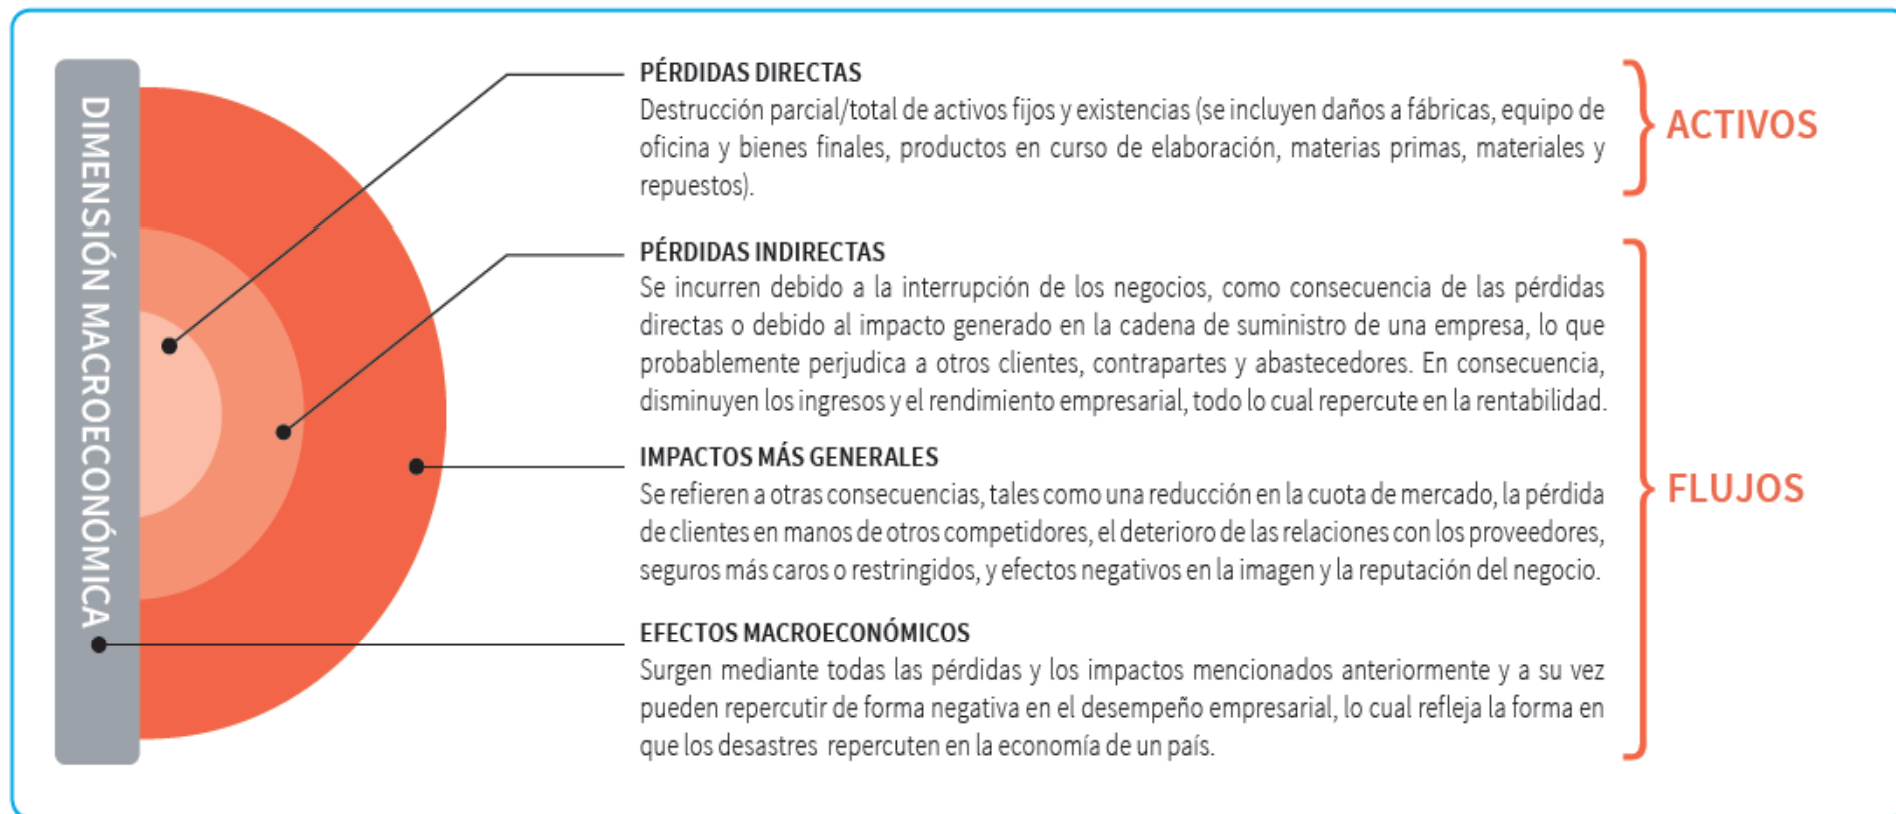 DIMENSIÓN MACROECONÓMICA
PÉRDIDAS DIRECTAS
Destrucción parcial/total de activos fijos y existencias (se incluyen daños a fábricas, equipo de
oficina y bienes finales, productos en curso de elaboración, materias primas, materiales y
repuestos).
ACTIVOS
PÉRDIDAS INDIRECTAS
Se incurren debido a la interrupción de los negocios, como consecuencia de las pérdidas
directas o debido al impacto generado en la cadena de suministro de una empresa, lo que
probablemente perjudica a otros clientes, contrapartes y abastecedores. En consecuencia,
disminuyen los ingresos y el rendimiento empresarial, todo lo cual repercute en la rentabilidad.
IMPACTOS MÁS GENERALES
Se refieren a otras consecuencias, tales como una reducción en la cuota de mercado, la pérdida
de clientes en manos de otros competidores, el deterioro de las relaciones con los proveedores,
seguros más caros o restringidos, y efectos negativos en la imagen y la reputación del negocio.
FLUJOS
EFECTOS MACROECONÓMICOS
Surgen mediante todas las pérdidas y los impactos mencionados anteriormente y a su vez
pueden repercutir de forma negativa en el desempeño empresarial, lo cual refleja la forma en
que los desastres repercuten en la economía de un país.